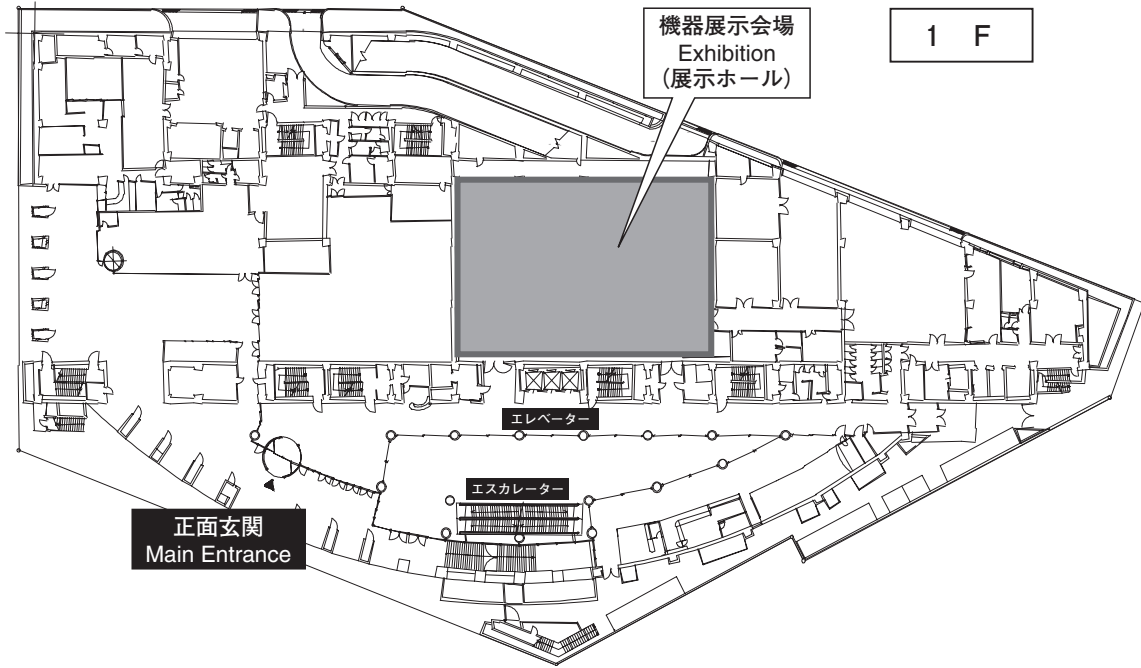 機器展示会場
Exhibition
（展示ホール）
1 F
エレベーター
エスカレーター
正面玄関
Main Entrance